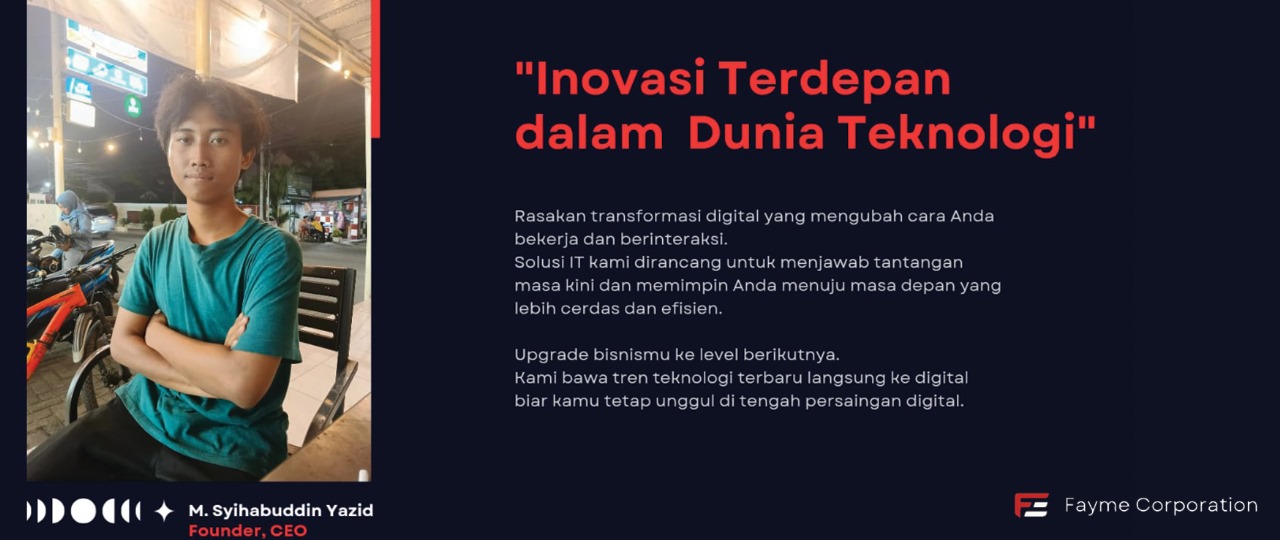 "Inovasi Terdepan
dalam Dunia Teknologi"
Rasakan transformasi digital yang mengubah cara Anda
bekerja dan berinteraksi.
Solusi IT kami dirancang untuk menjawab tantangan
masa kini dan memimpin Anda menuju masa depan yang
lebih cerdas dan efisien.
Upgrade bisnismu ke level berikutnya.
Kami bawa tren teknologi terbaru langsung ke digital
biar kamu tetap unggul di tengah persaingan digital.
M. Syihabuddin Yazid
Founder, CEO
Fayme Corporation